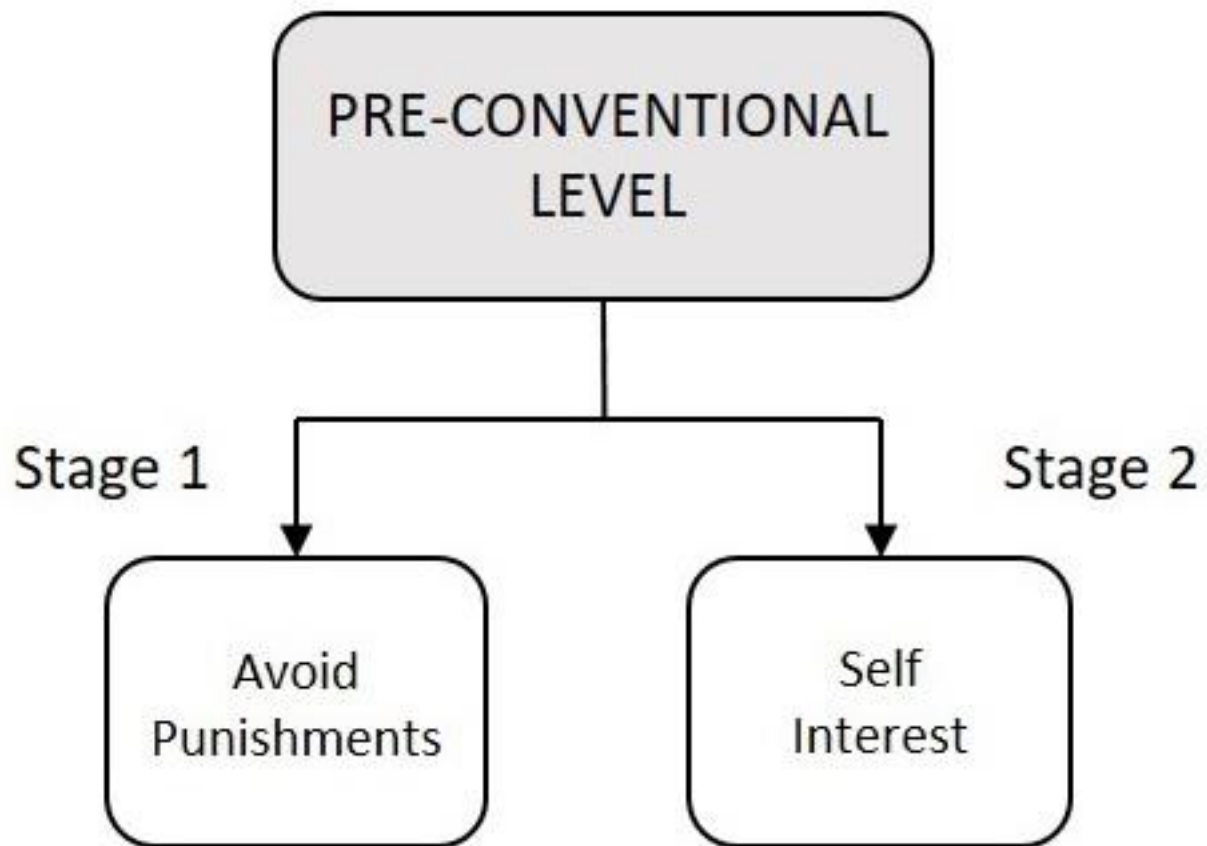 PRE-CONVENTIONAL
LEVEL
Stage 1
Stage 2
Avoid
Punishments
Self
Interest